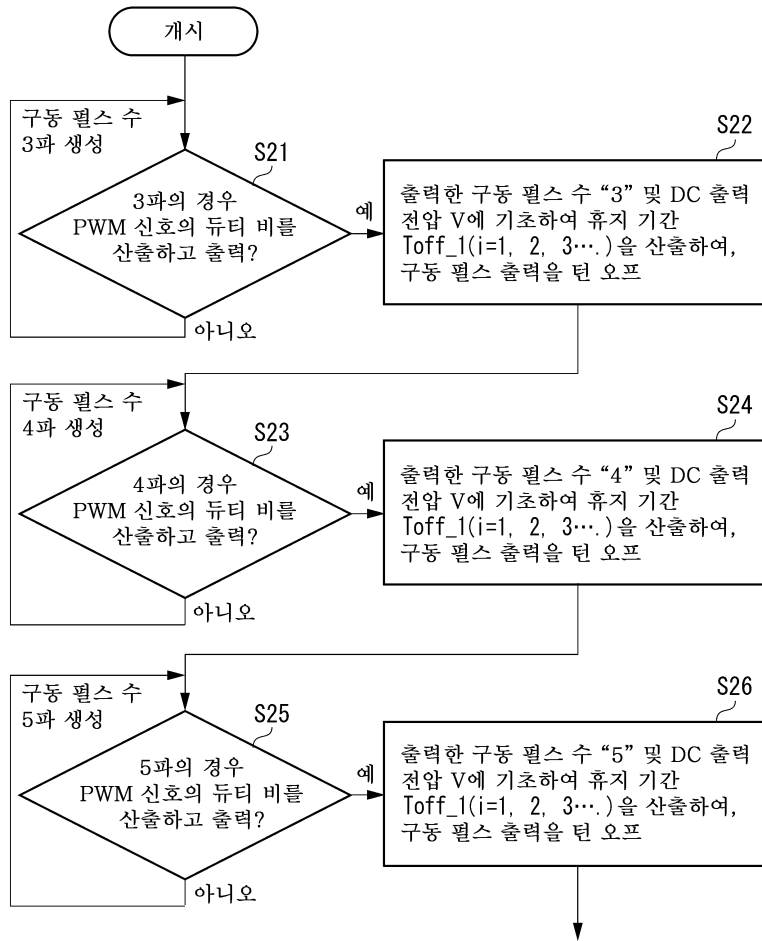 개시
구동 펄스 수
3파 생성
S21
3파의 경우
PWM 신호의 듀티 비를
산출하고 출력?
예
아니오
S22
출력한 구동 펄스 수 “3” 및 DC 출력
전압 V에 기초하여 휴지 기간
Toff_1(i=1, 2, 3….)을 산출하여,
구동 펄스 출력을 턴 오프
구동 펄스 수
4파 생성
S23
4파의 경우
PWM 신호의 듀티 비를
산출하고 출력?
예
아니오
S24
출력한 구동 펄스 수 “4” 및 DC 출력
전압 V에 기초하여 휴지 기간
Toff_1(i=1, 2, 3….)을 산출하여,
구동 펄스 출력을 턴 오프
구동 펄스 수
5파 생성
S25
5파의 경우
PWM 신호의 듀티 비를
산출하고 출력?
예
아니오
S26
출력한 구동 펄스 수 “5” 및 DC 출력
전압 V에 기초하여 휴지 기간
Toff_1(i=1, 2, 3….)을 산출하여,
구동 펄스 출력을 턴 오프